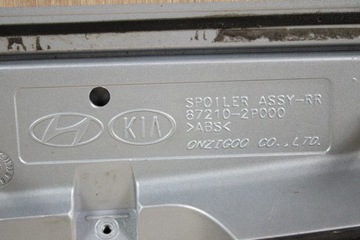 KIA
SPOILER ASSY-RR
87210-2P000
>ABS<
ONZIGOO CO.,LTD.